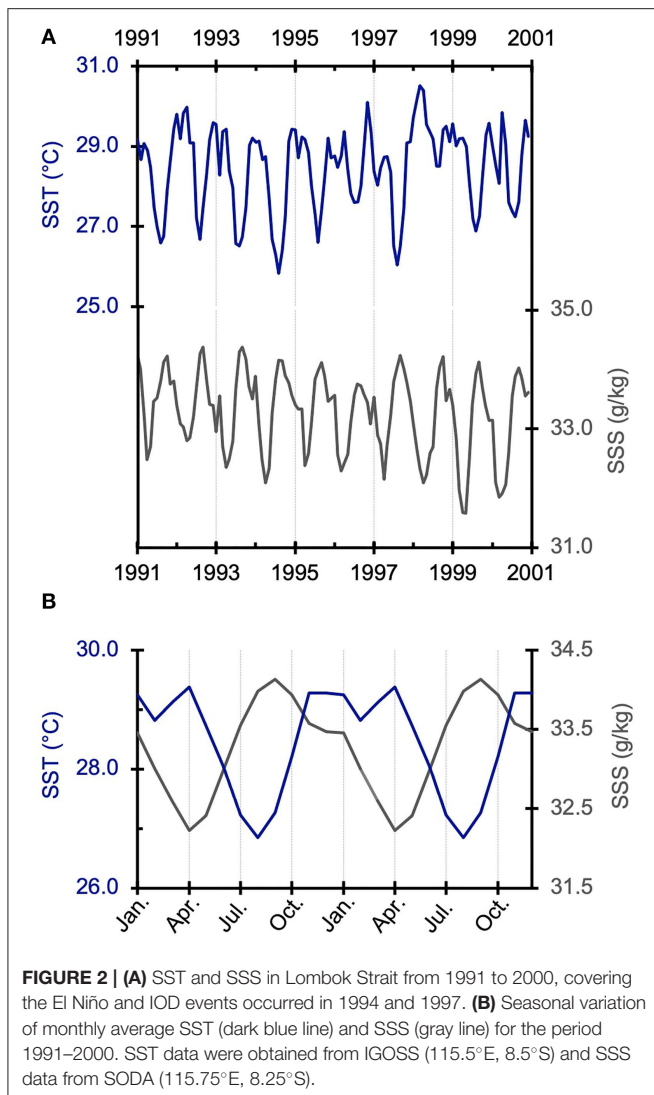 A
1991 1993 1995 1997 1999 2001
31.0
29.0
27.0
25.0
SST (°C)
35.0
33.0
31.0
SSS (g/kg)
1991 1993 1995 1997 1999 2001
B
30.0
28.0
26.0
SST (°C)
34.5
33.5
32.5
31.5
SSS (g/kg)
Jan. Apr. Jul. Oct. Jan. Apr. Jul. Oct.
FIGURE 2 | (A) SST and SSS in Lombok Strait from 1991 to 2000, covering
the El Niño and IOD events occurred in 1994 and 1997. (B) Seasonal variation
of monthly average SST (dark blue line) and SSS (gray line) for the period
1991–2000. SST data were obtained from IGOSS (115.5°E, 8.5°S) and SSS
data from SODA (115.75°E, 8.25°S).